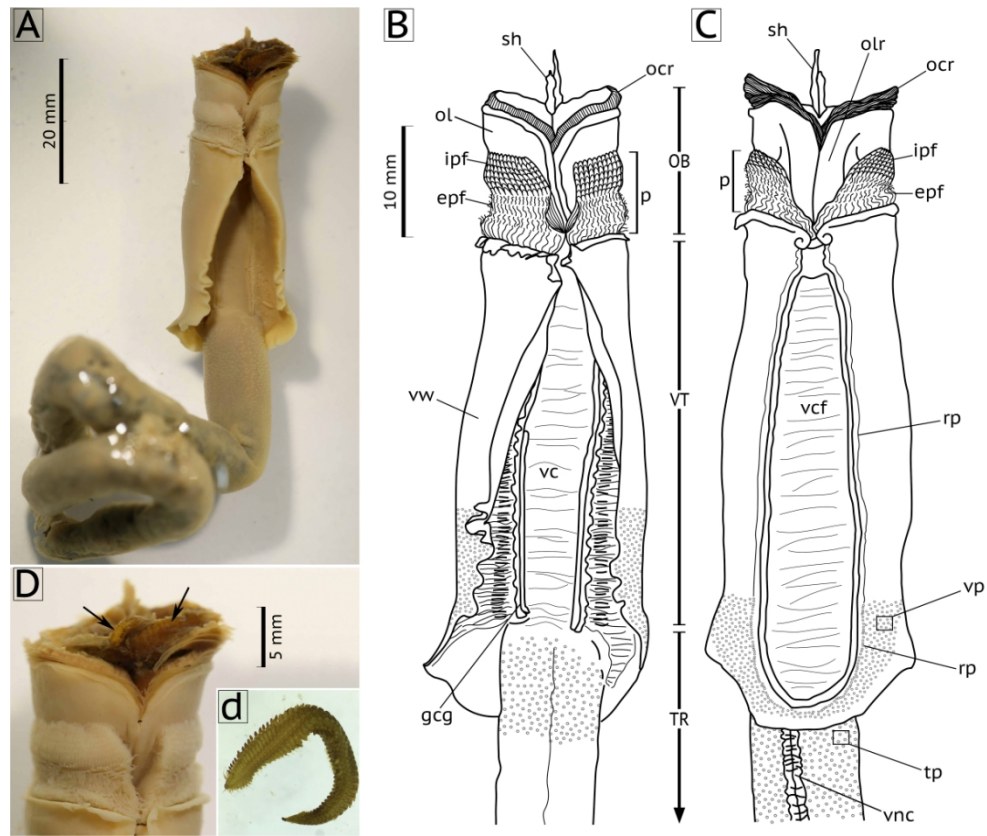 A
20 mm
B
sh
ocr
ol
ipf
epf
p
10 mm
OB
vw
vc
VT
gcg
TR
C
sh
olr
ocr
ipf
epf
p
vcf
rp
vp
rp
tp
vnc
D
5 mm
d